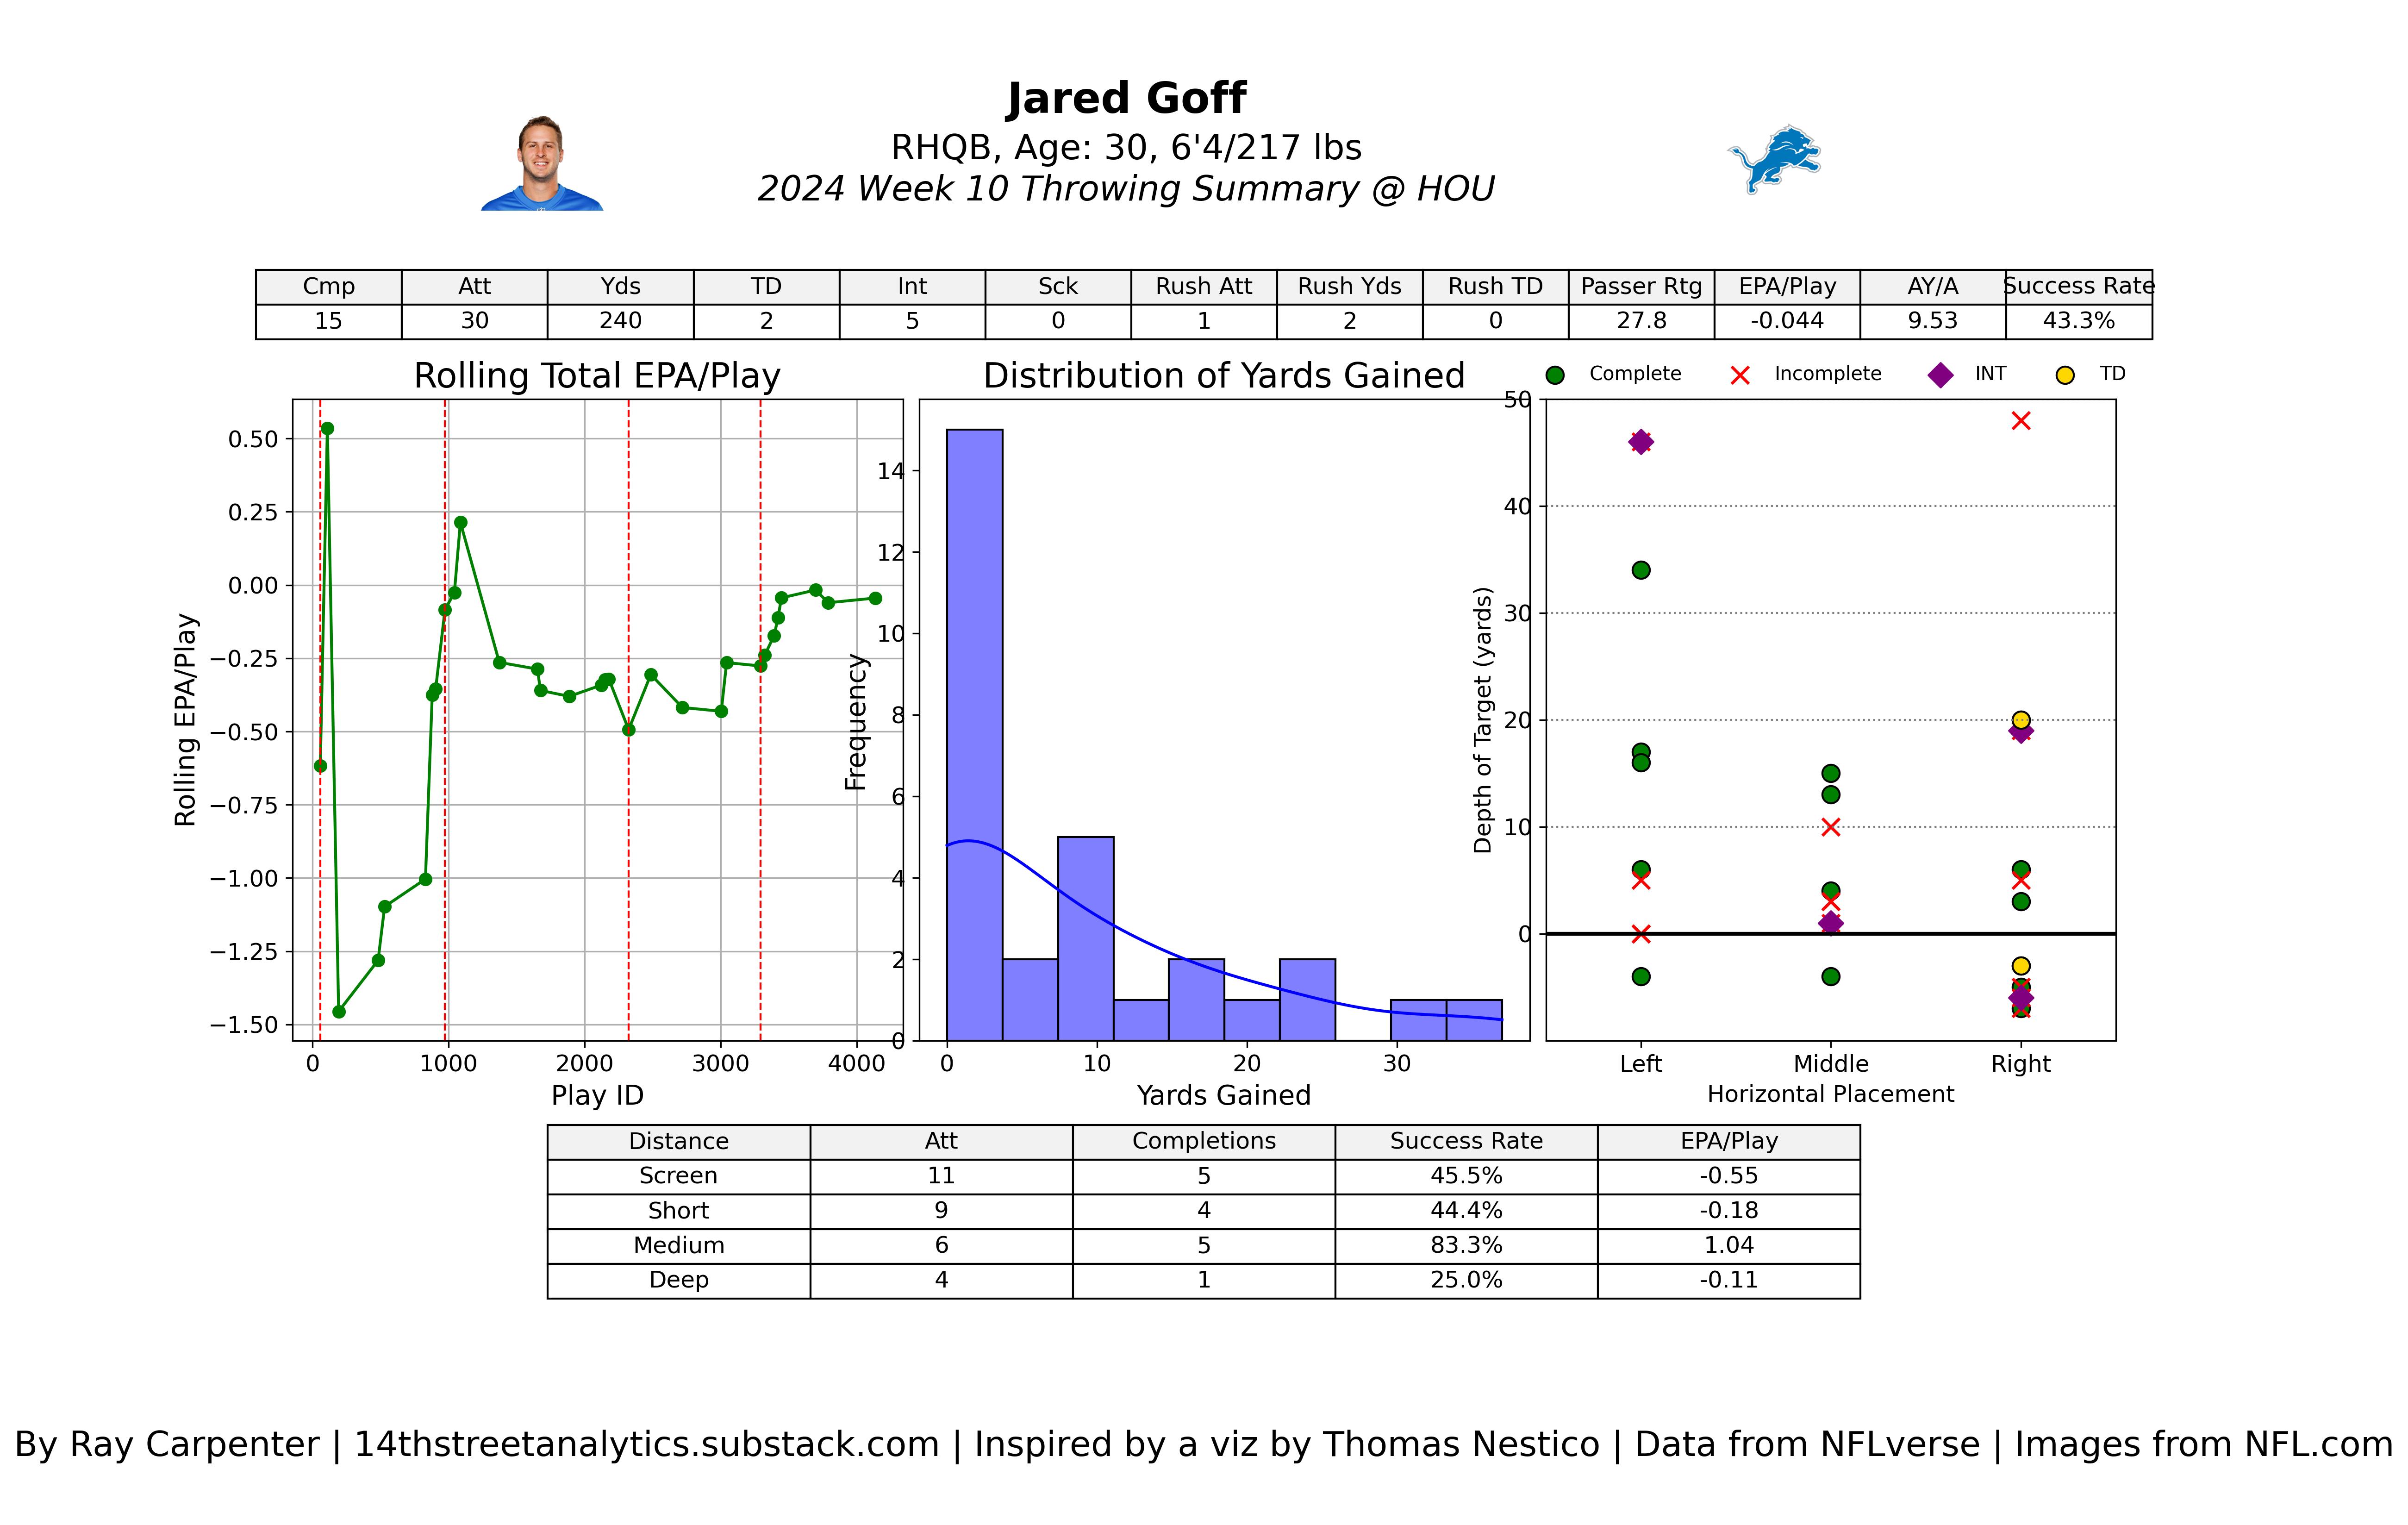 Jared Goff
RHQB, Age: 30, 6'4/217 lbs
2024 Week 10 Throwing Summary @ HOU
Cmp Att Yds TD Int Sck Rush Att Rush Yds Rush TD Passer Rtg EPA/Play AY/A Success Rate
15 30 240 2 5 0 1 2 0 27.8 -0.044 9.53 43.3%
Rolling Total EPA/Play
0.50
0.25
0.00
−0.25
−0.50
−0.75
−1.00
−1.25
−1.50
Rolling EPA/Play
0 1000 2000 3000 4000
Play ID
Distribution of Yards Gained
14
12
10
8
6
4
2
0
Frequency
0 10 20 30
Yards Gained
Complete Incomplete INT TD
50
40
30
20
10
0
Depth of Target (yards)
Left Middle Right
Horizontal Placement
Distance Att Completions Success Rate EPA/Play
Screen 11 5 45.5% -0.55
Short 9 4 44.4% -0.18
Medium 6 5 83.3% 1.04
Deep 4 1 25.0% -0.11
By Ray Carpenter | 14thstreetanalytics.substack.com | Inspired by a viz by Thomas Nestico | Data from NFLverse | Images from NFL.com